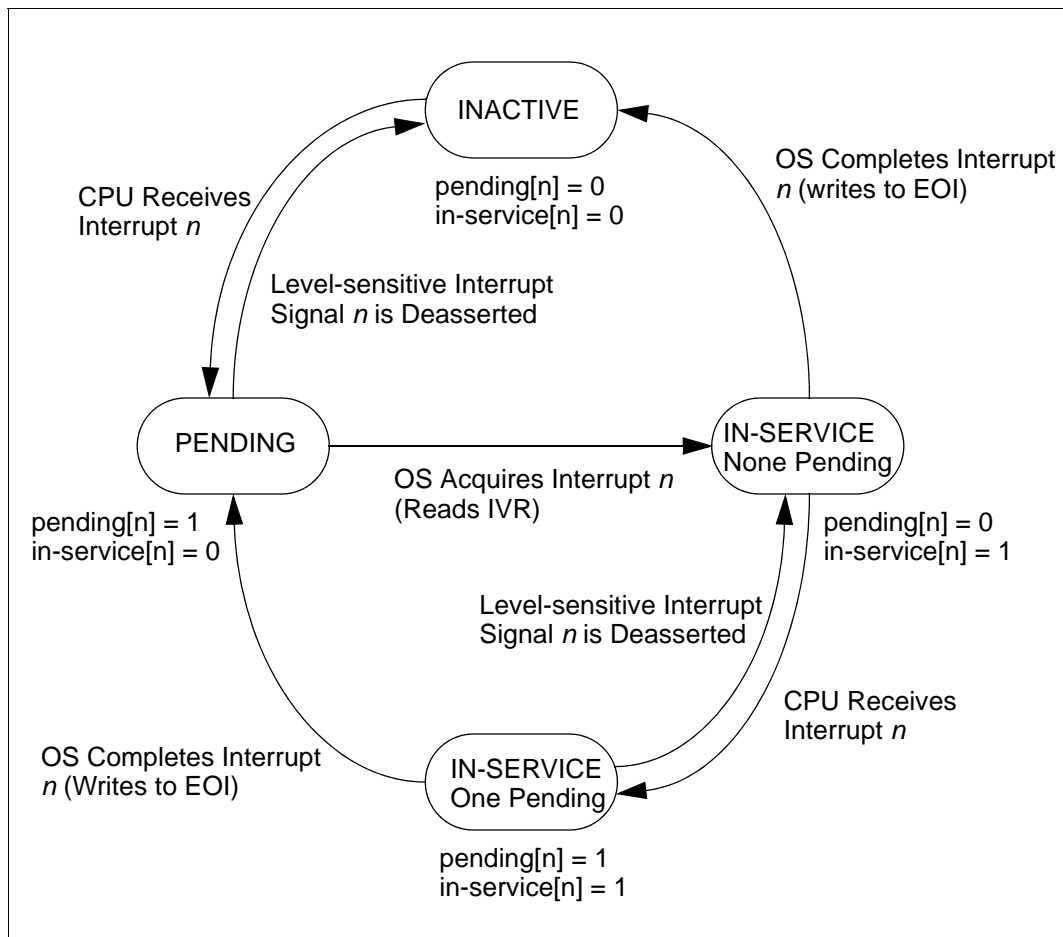 INACTIVE
pending[n] = 0
in-service[n] = 0
CPU Receives
Interrupt n
OS Completes Interrupt
n (writes to EOI)
Level-sensitive Interrupt
Signal n is Deasserted
PENDING
pending[n] = 1
in-service[n] = 0
OS Acquires Interrupt n
(Reads IVR)
IN-SERVICE
None Pending
pending[n] = 0
in-service[n] = 1
Level-sensitive Interrupt
Signal n is Deasserted
CPU Receives
Interrupt n
OS Completes Interrupt
n (Writes to EOI)
IN-SERVICE
One Pending
pending[n] = 1
in-service[n] = 1